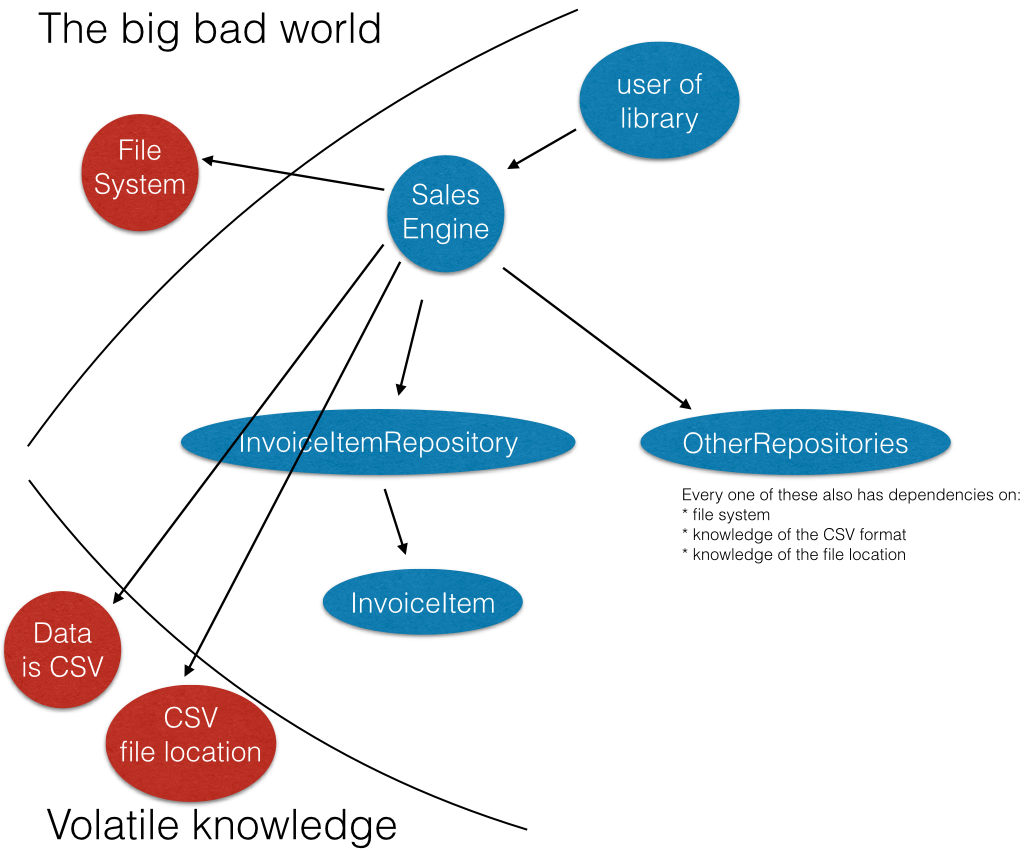 The big bad world
user of
library
File
System
Sales
Engine
InvoiceItemRepository
OtherRepositories
Every one of these also has dependencies on:
* file system
* knowledge of the CSV format
* knowledge of the file location
InvoiceItem
Data
is CSV
CSV
file location
Volatile knowledge